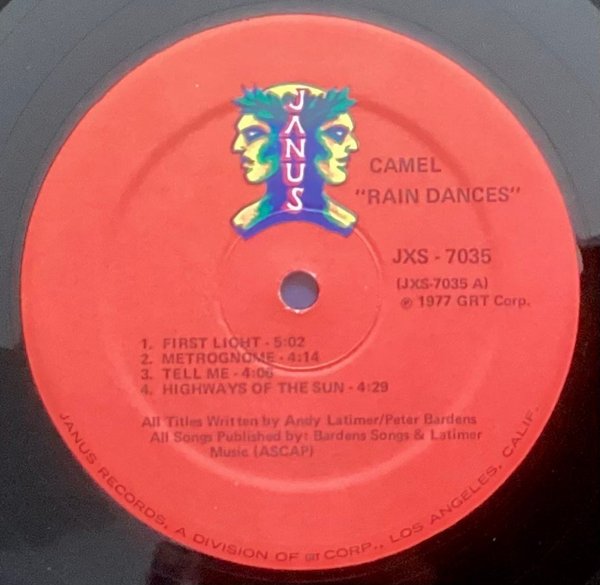 JANUS
CAMEL
"RAIN DANCES"
JXS - 7035
(JXS-7035 A)
℗ 1977 GRT Corp.
1. FIRST LIGHT - 5:02
2. METROGNOME - 4:14
3. TELL ME - 4:06
4. HIGHWAYS OF THE SUN - 4:29
All Titles Written by Andy Latimer/Peter Bardens
All Songs Published by: Bardens Songs & Latimer
Music (ASCAP)
JANUS RECORDS, A DIVISION OF GRT CORP., LOS ANGELES, CALIF.